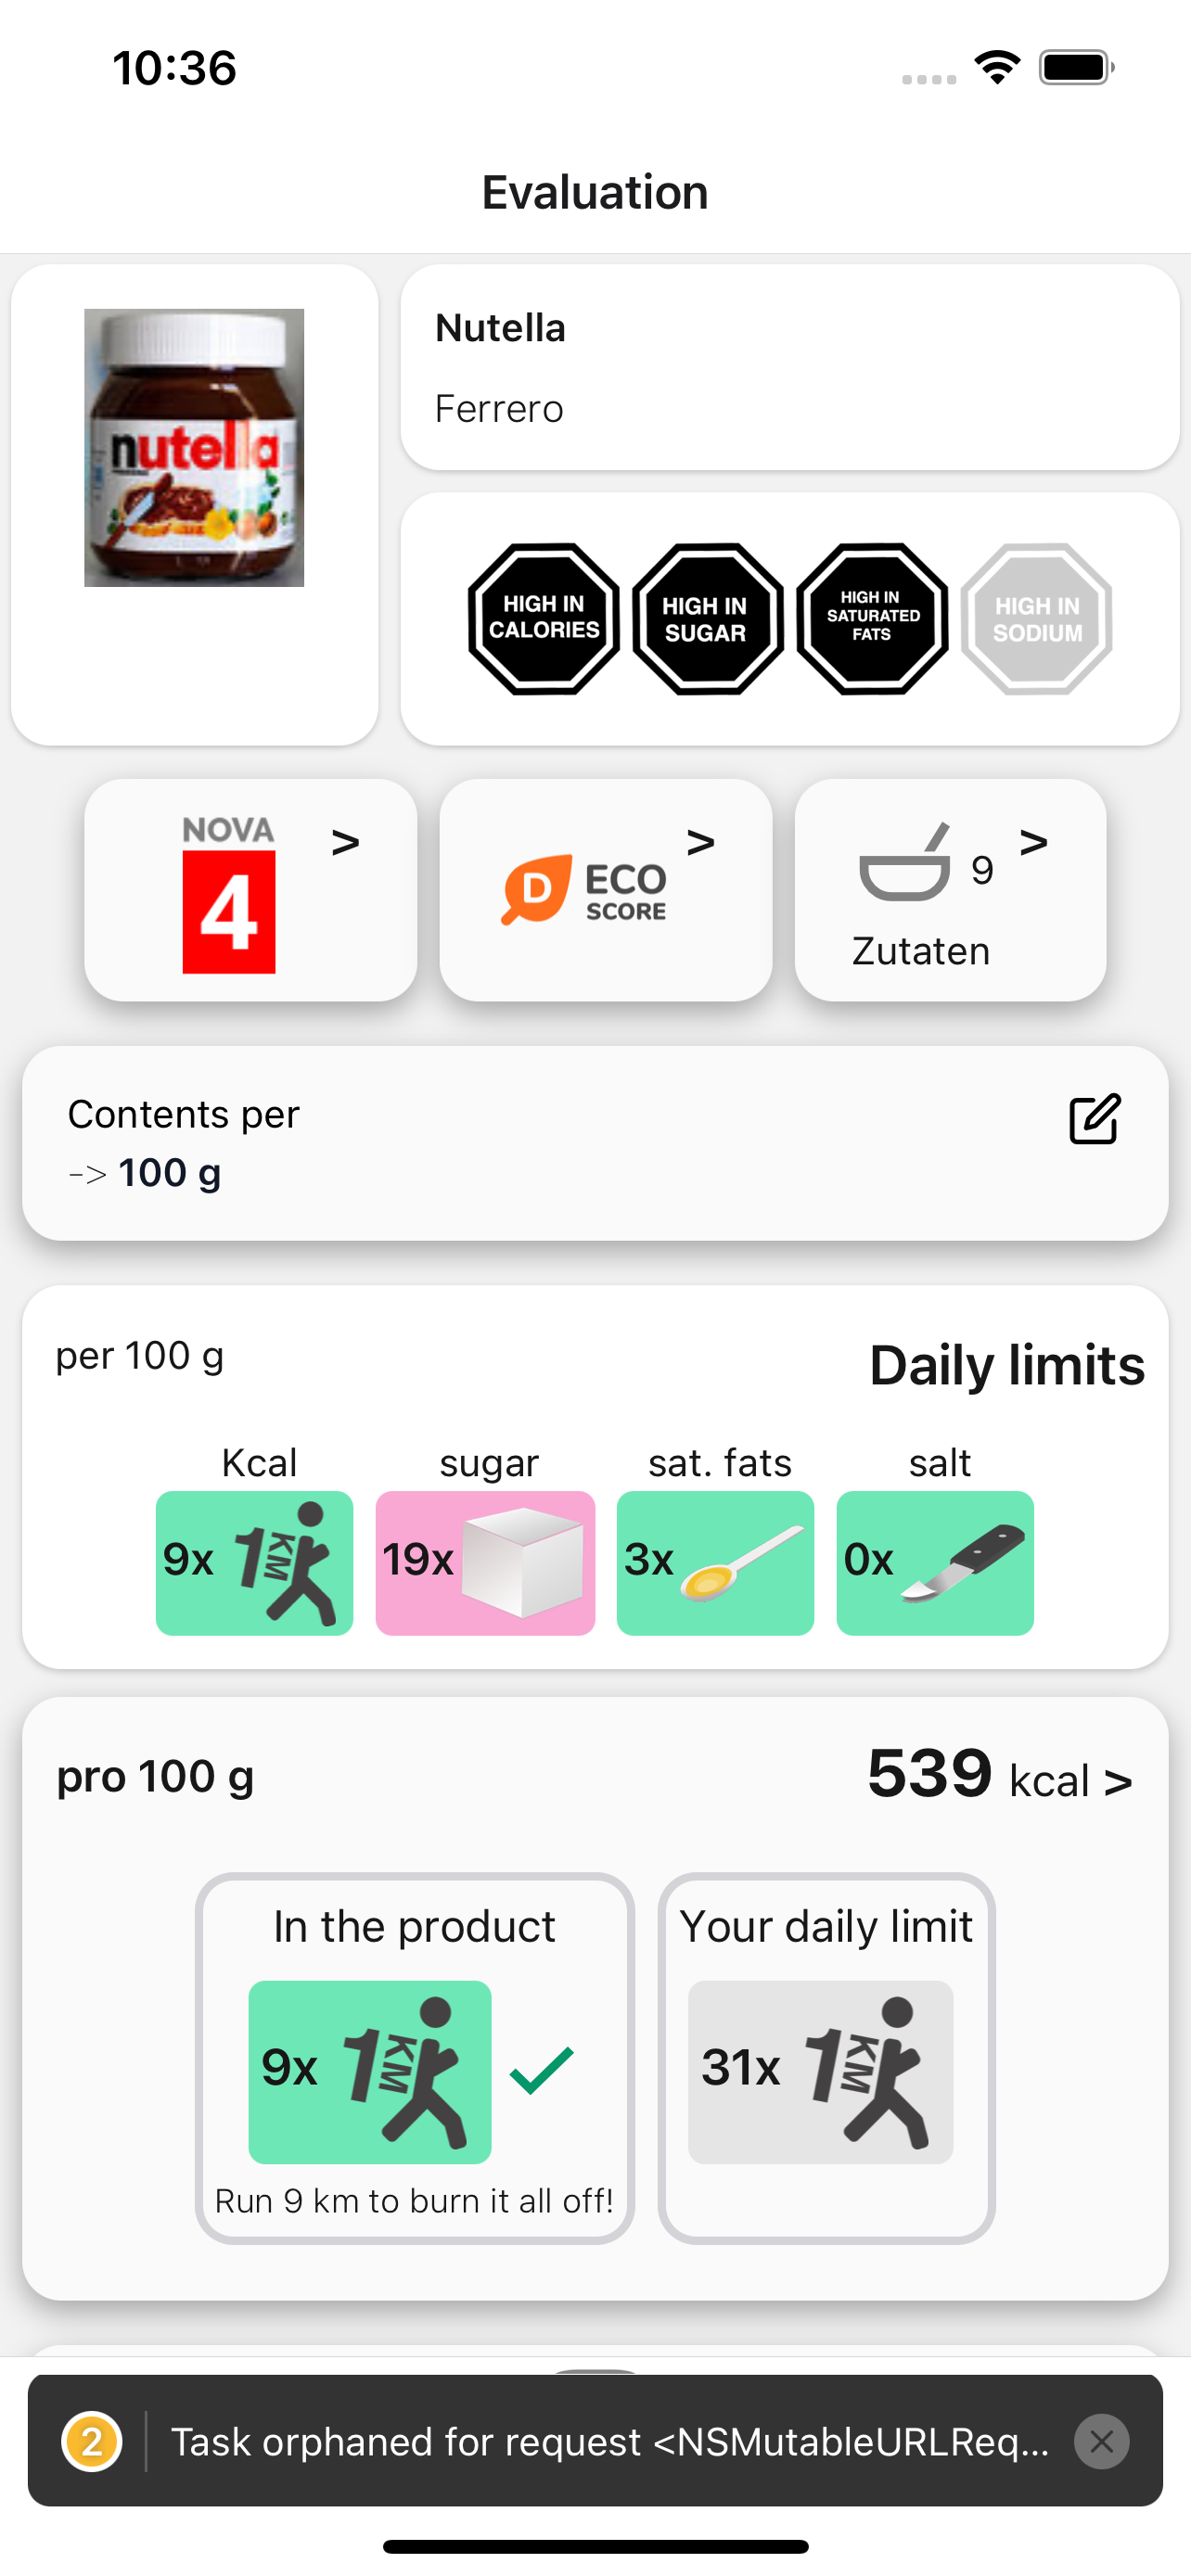 10:36
Evaluation
nutella
Nutella
Ferrero
HIGH IN
CALORIES
HIGH IN
SUGAR
HIGH IN
SATURATED
FATS
HIGH IN
SODIUM
NOVA
4
>
D
ECO
SCORE
>
9
>
Zutaten
Contents per
-> 100 g
per 100 g
Daily limits
Kcal
sugar
sat. fats
salt
9x 1KM
19x
3x
0x
pro 100 g
539 kcal >
In the product
Your daily limit
9x 1KM
31x 1KM
Run 9 km to burn it all off!
2
Task orphaned for request <NSMutableURLReq...